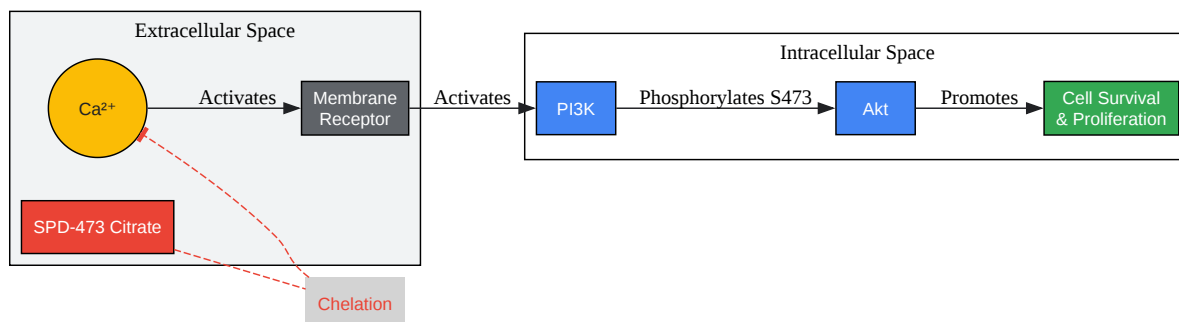 Extracellular Space
Intracellular Space
Ca²⁺
Activates
Membrane
Receptor
Activates
PI3K
Phosphorylates S473
Akt
Promotes
Cell Survival
& Proliferation
SPD-473 Citrate
Chelation